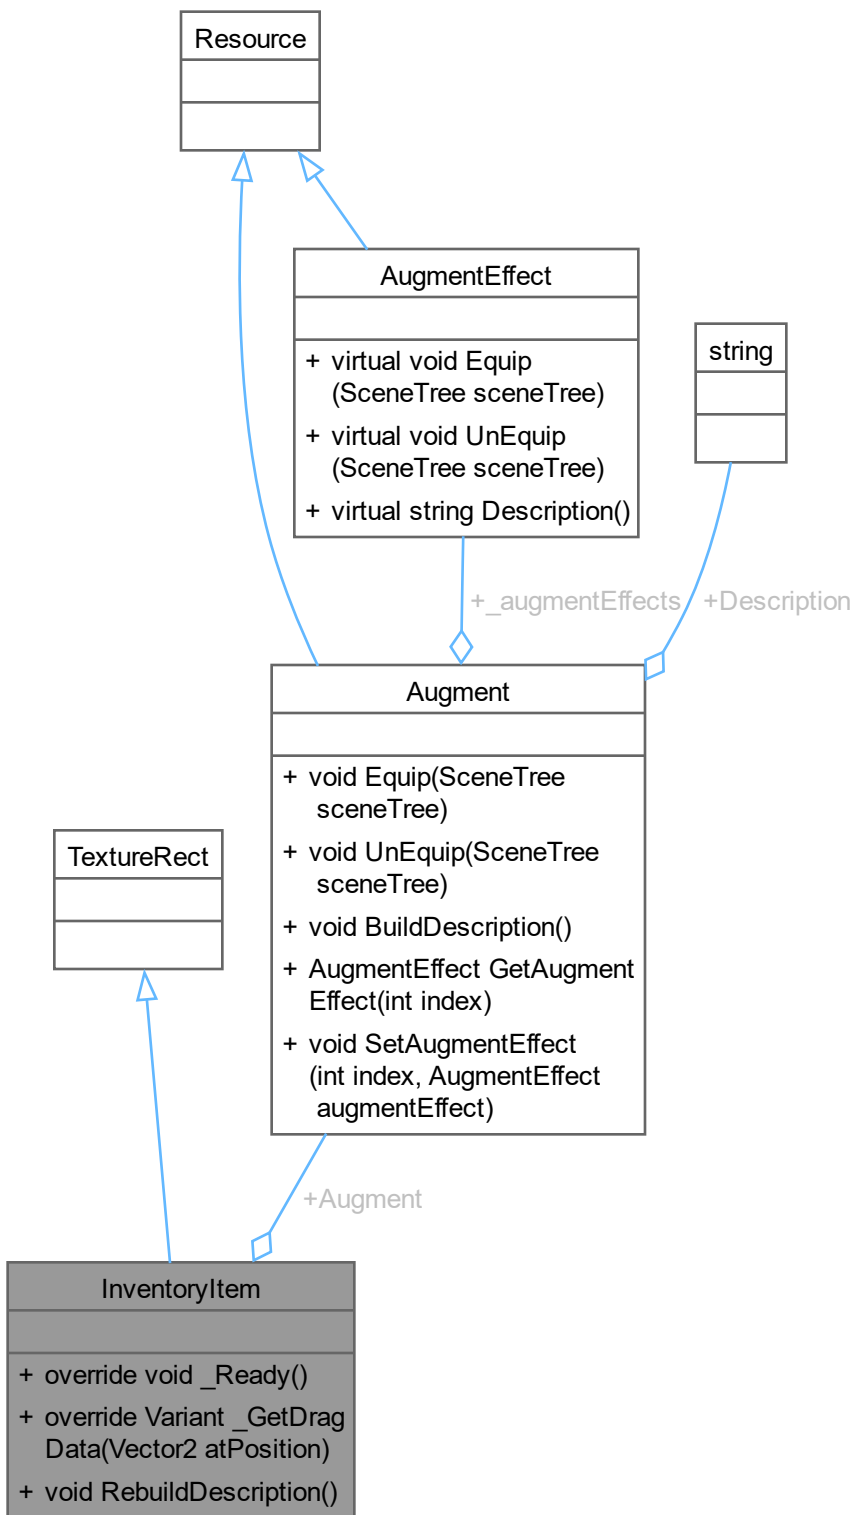 Resource
AugmentEffect
+ virtual void Equip
(SceneTree sceneTree)
+ virtual void UnEquip
(SceneTree sceneTree)
+ virtual string Description()
string
+_augmentEffects
+Description
Augment
+ void Equip(SceneTree
sceneTree)
+ void UnEquip(SceneTree
sceneTree)
+ void BuildDescription()
+ AugmentEffect GetAugment
Effect(int index)
+ void SetAugmentEffect
(int index, AugmentEffect
augmentEffect)
TextureRect
+Augment
InventoryItem
+ override void _Ready()
+ override Variant _GetDrag
Data(Vector2 atPosition)
+ void RebuildDescription()